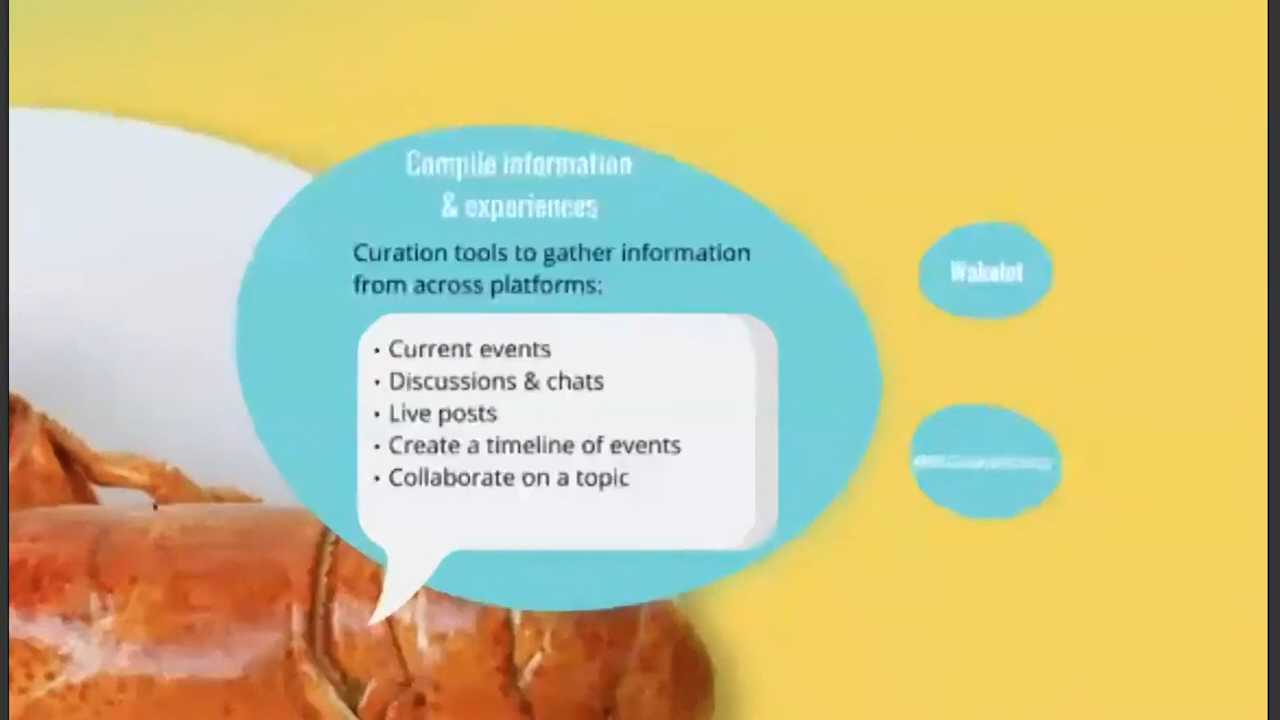 Compile information
& experiences
Curation tools to gather information
from across platforms:
• Current events
• Discussions & chats
• Live posts
• Create a timeline of events
• Collaborate on a topic
Wakelet